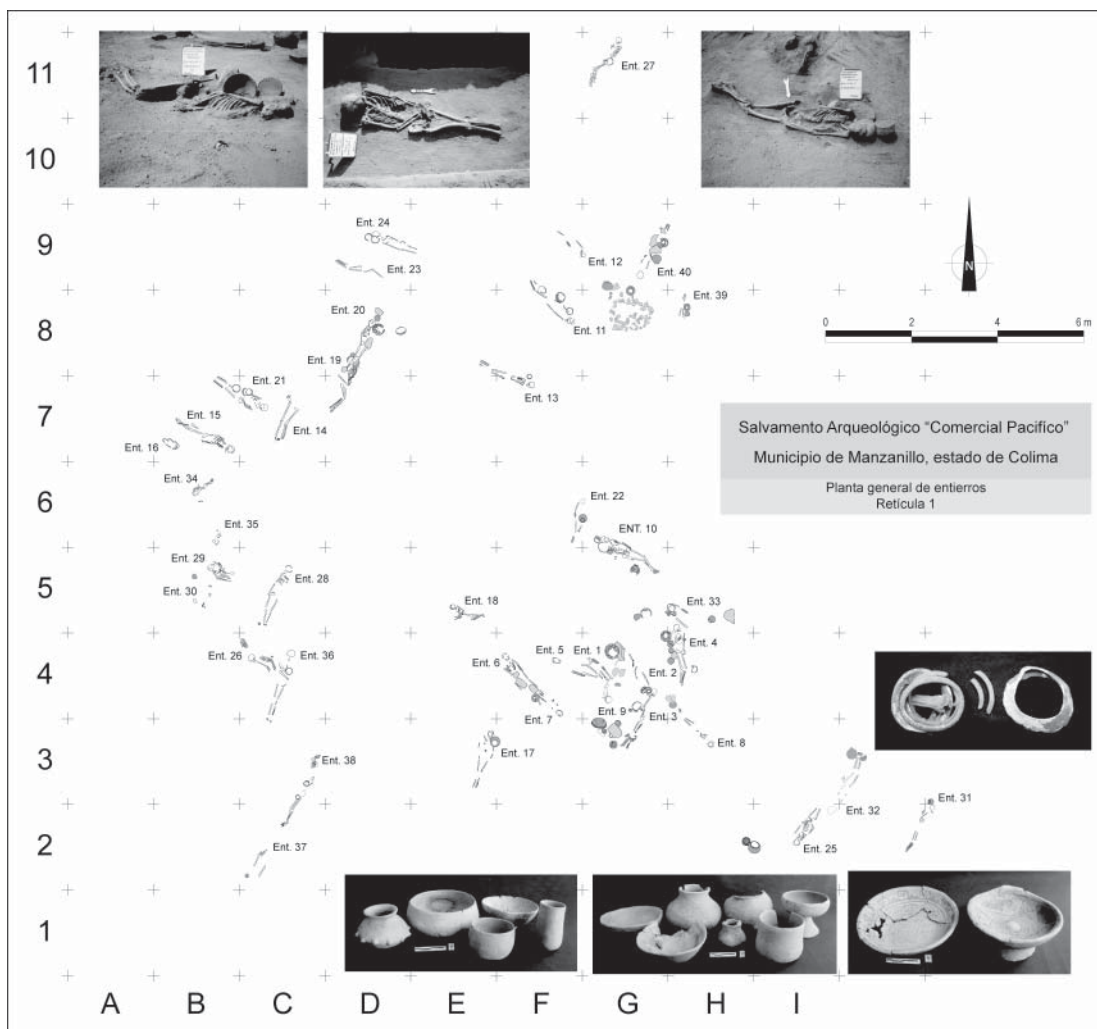 11
Ent. 27
10
9
Ent. 24
Ent. 12
Ent. 23
Ent. 40
N
Ent. 39
8
Ent. 20
Ent. 11
0 2 4 6 m
Ent. 19
Ent. 21
Ent. 13
7
Ent. 15
Ent. 14
Ent. 16
Salvamento Arqueológico “Comercial Pacifico”
Municipio de Manzanillo, estado de Colima
Planta general de entierros
Retícula 1
Ent. 34
6
Ent. 22
Ent. 35
ENT. 10
Ent. 29
5
Ent. 28
Ent. 30
Ent. 18
Ent. 33
Ent. 4
Ent. 5
Ent. 1
Ent. 26
Ent. 36
Ent. 6
4
Ent. 2
Ent. 9
Ent. 3
Ent. 7
Ent. 8
Ent. 17
3
Ent. 38
Ent. 31
Ent. 32
2
Ent. 37
Ent. 25
1
A B C D E F G H I